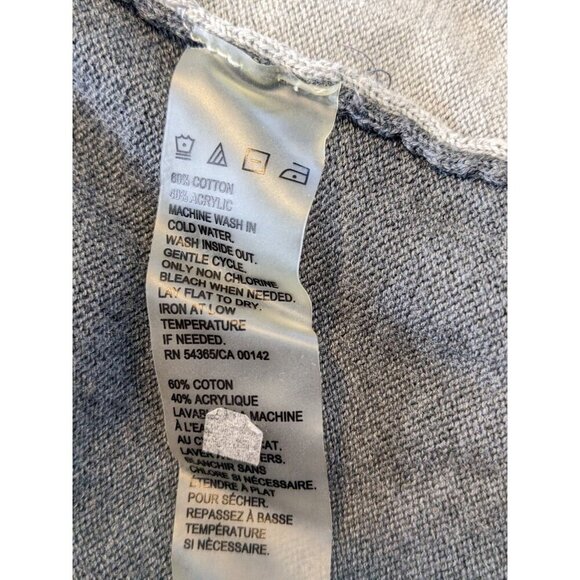 60% COTTON
40% ACRYLIC
MACHINE WASH IN
COLD WATER.
WASH INSIDE OUT.
GENTLE CYCLE.
ONLY NON CHLORINE
BLEACH WHEN NEEDED.
LAY FLAT TO DRY.
IRON AT LOW
TEMPERATURE
IF NEEDED.
RN 54365/CA 00142
60% COTON
40% ACRYLIQUE
MACHINE
AU
BLANCHIR SANS
CHLORE SI NÉCESSAIRE.
ÉTENDRE À PLAT
POUR SÉCHER.
REPASSEZ À BASSE
TEMPÉRATURE
SI NÉCESSAIRE.